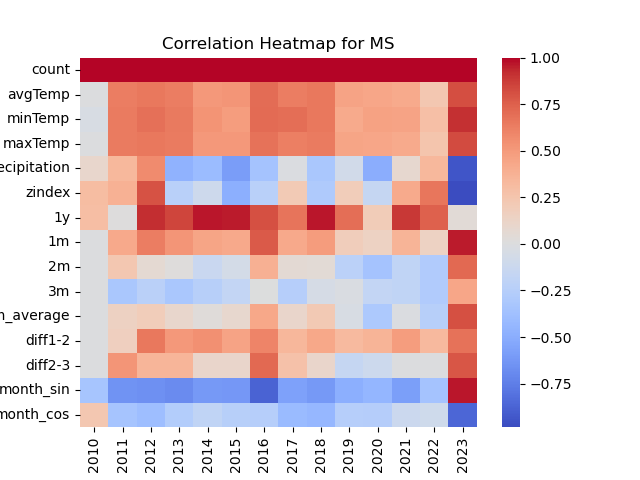 Correlation Heatmap for MS
count
avgTemp
minTemp
maxTemp
ecipitation
zindex
1y
1m
2m
3m
n_average
diff1-2
diff2-3
month_sin
month_cos
2010 2011 2012 2013 2014 2015 2016 2017 2018 2019 2020 2021 2022 2023
1.00
0.75
0.50
0.25
0.00
−0.25
−0.50
−0.75